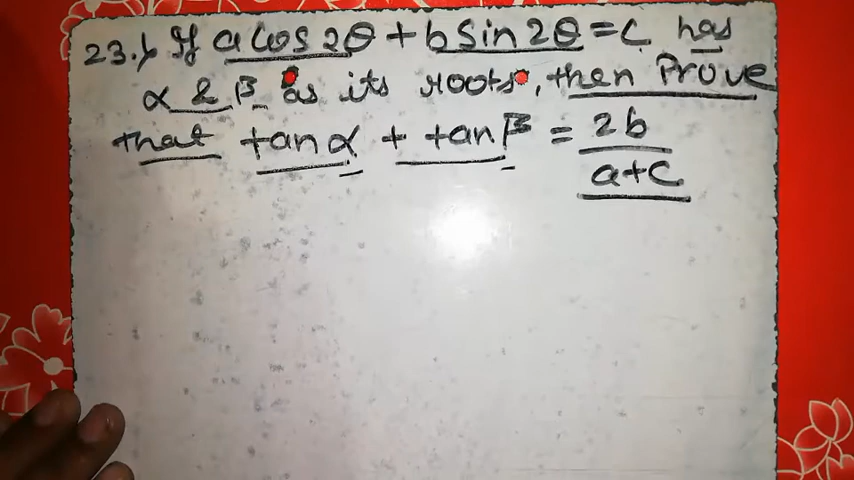 23.) If a Cos 2θ + b Sin 2θ = C has
α & β as its roots, then Prove
that tan α + tan β = 2b / a+c